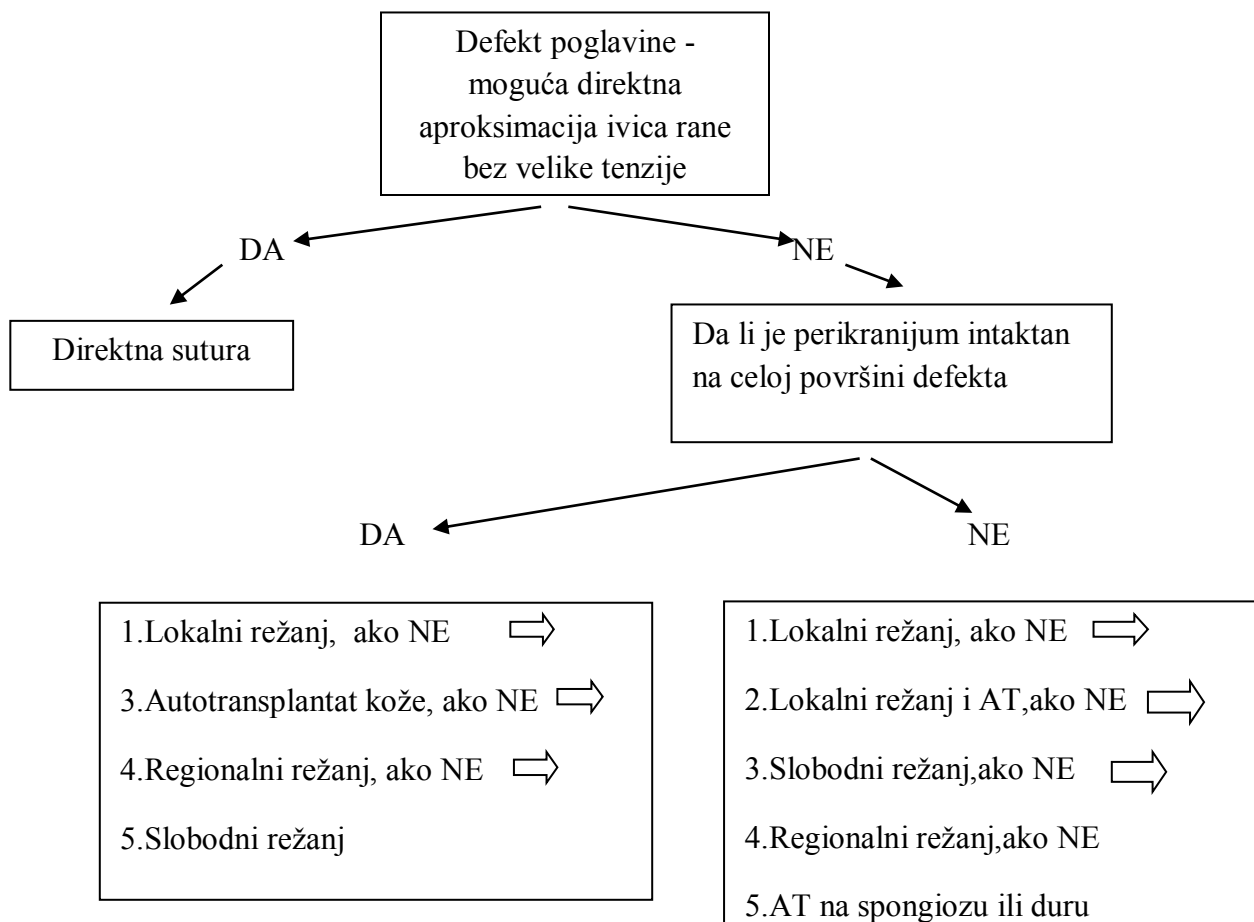 Defekt poglavine -
moguća direktna
aproksimacija ivica rane
bez velike tenzije
DA
NE
Direktna sutura
Da li je perikranijum intaktan
na celoj površini defekta
DA
NE
1.Lokalni režanj, ako NE
3.Autotransplantat kože, ako NE
4.Regionalni režanj, ako NE
5.Slobodni režanj
1.Lokalni režanj, ako NE
2.Lokalni režanj i AT,ako NE
3.Slobodni režanj,ako NE
4.Regionalni režanj,ako NE
5.AT na spongiozu ili duru